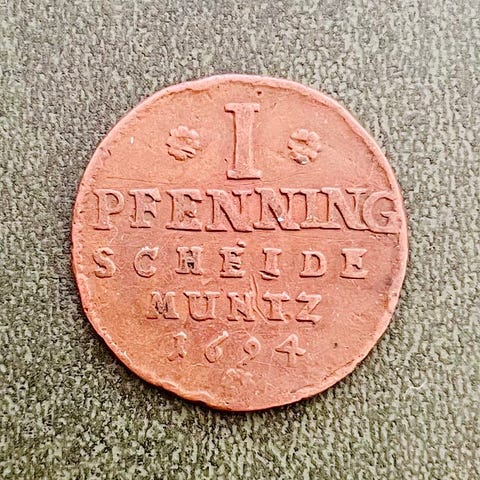 I
PFENNING
SCHEIDE
MUNTZ
1694